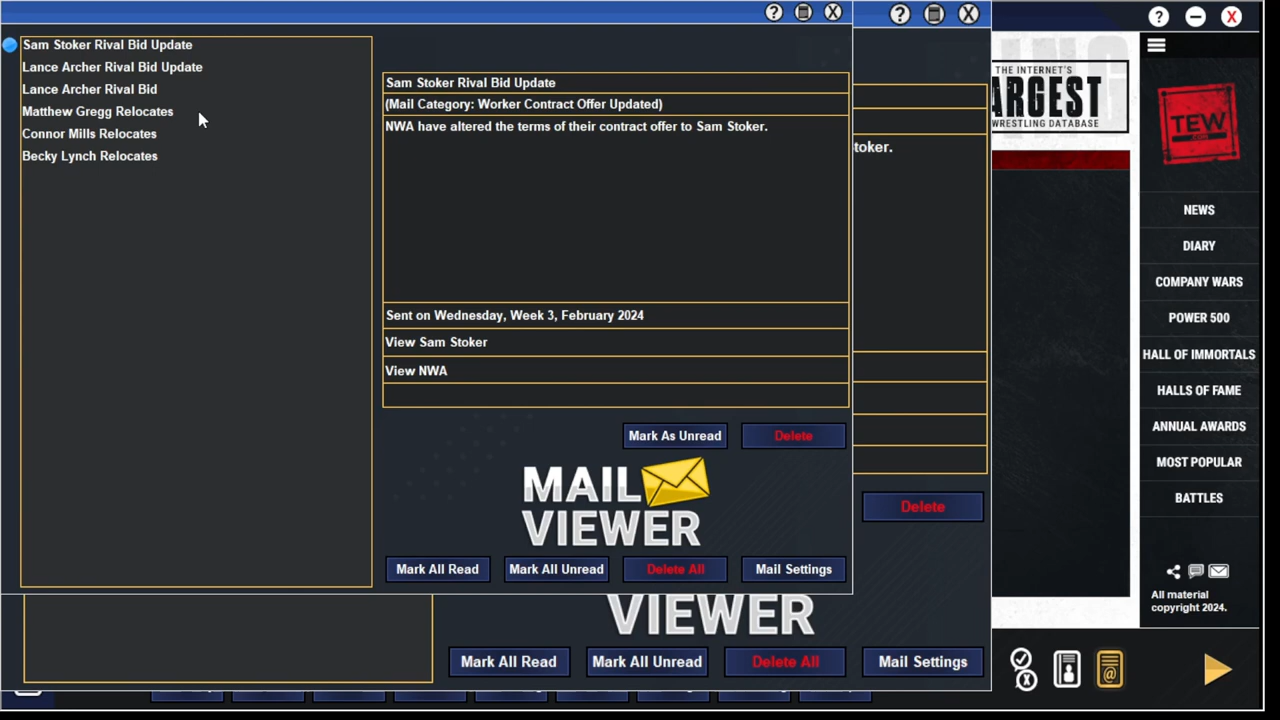 ? X
? X
? X
Sam Stoker Rival Bid Update
Lance Archer Rival Bid Update
Lance Archer Rival Bid
Matthew Gregg Relocates
Connor Mills Relocates
Becky Lynch Relocates
Sam Stoker Rival Bid Update
(Mail Category: Worker Contract Offer Updated)
NWA have altered the terms of their contract offer to Sam Stoker.
Sent on Wednesday, Week 3, February 2024
View Sam Stoker
View NWA
Mark As Unread
Delete
MAIL
VIEWER
Mark All Read
Mark All Unread
Delete All
Mail Settings
toker.
Delete
VIEWER
Mark All Read
Mark All Unread
Delete All
Mail Settings
THE INTERNET'S
ARGEST
WRESTLING DATABASE
TEW
.COM
NEWS
DIARY
COMPANY WARS
POWER 500
HALL OF IMMORTALS
HALLS OF FAME
ANNUAL AWARDS
MOST POPULAR
BATTLES
All material
copyright 2024.